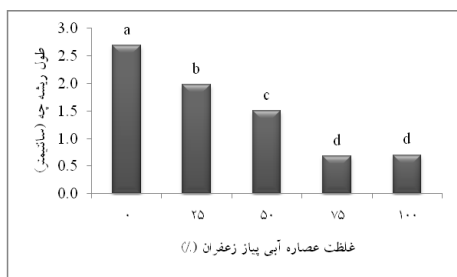 طول ریشه چه (سانتیمتر)
3.0
2.5
2.0
1.5
1.0
0.5
0.0
a
b
c
d
d
۰ ۲۵ ۵۰ ۷۵ ۱۰۰
غلظت عصاره آبی پیاز زعفران (٪)